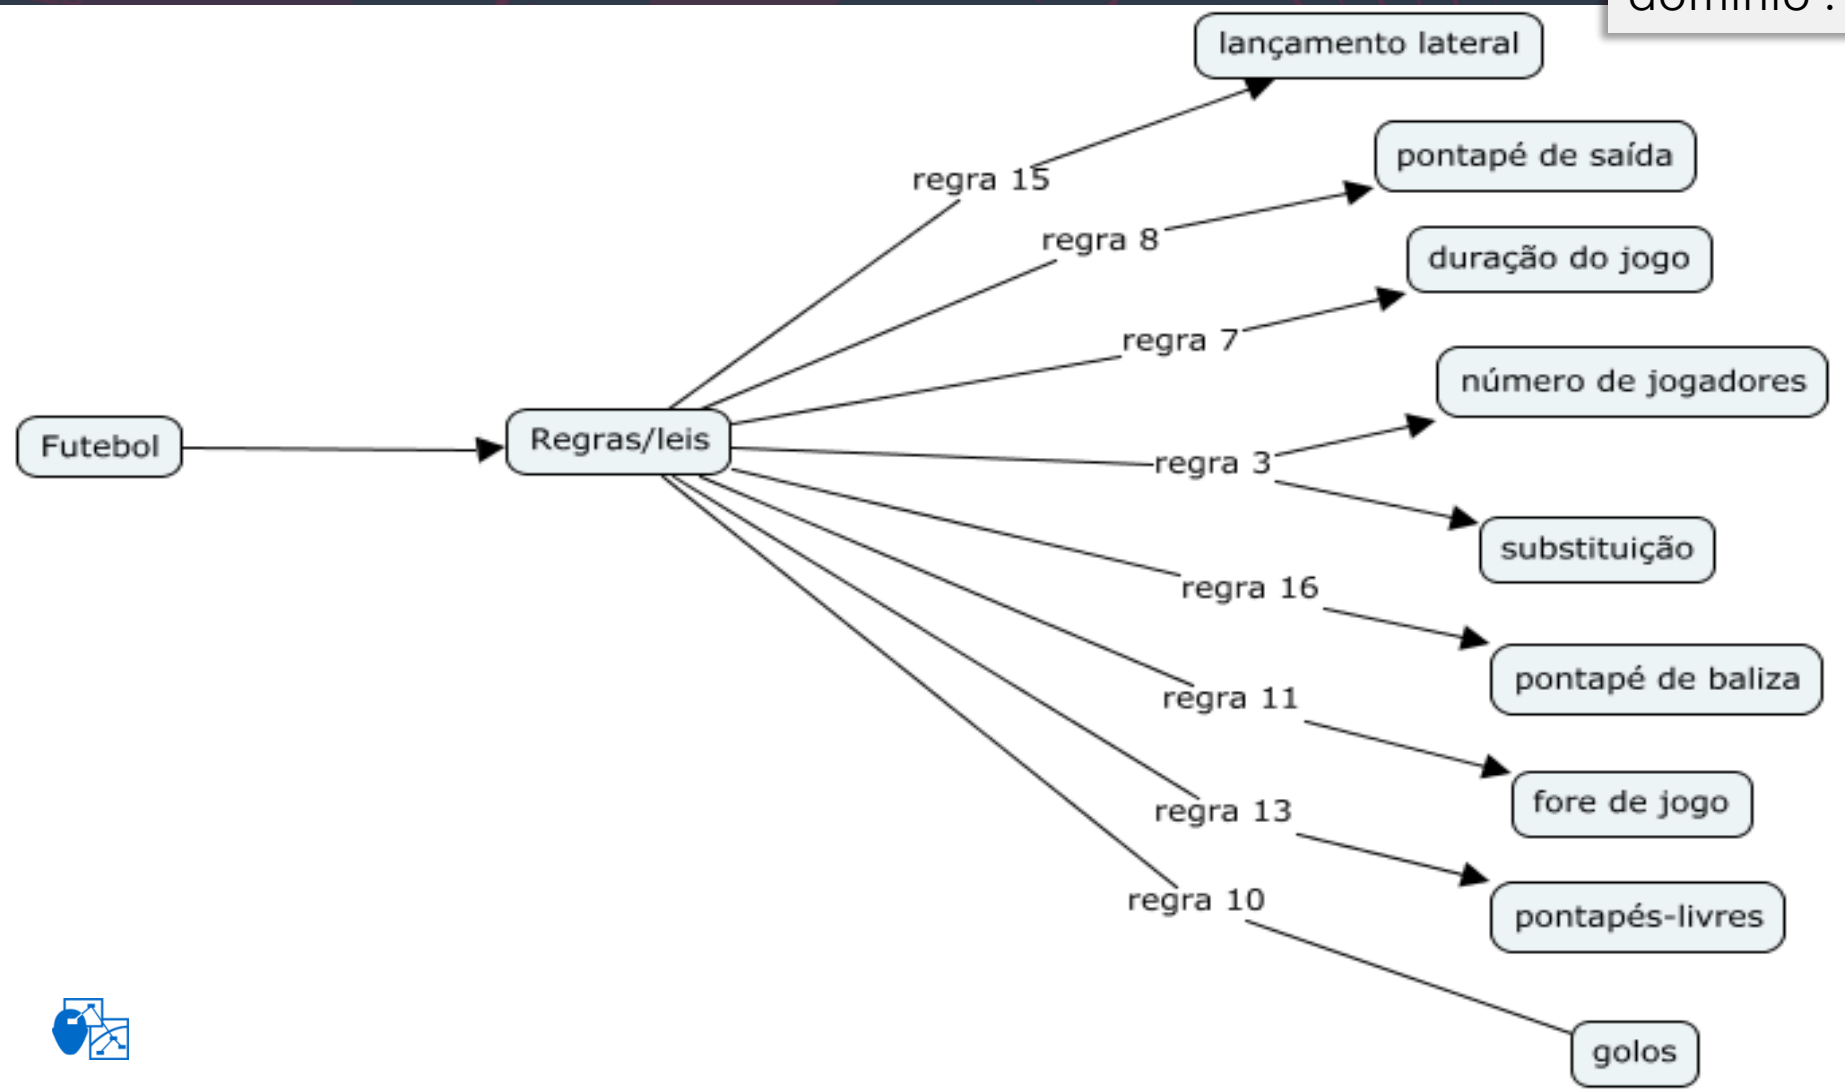 domínio :
lançamento lateral
regra 15
pontapé de saída
regra 8
duração do jogo
regra 7
número de jogadores
Futebol
Regras/leis
regra 3
substituição
regra 16
pontapé de baliza
regra 11
fore de jogo
regra 13
pontapés-livres
regra 10
golos